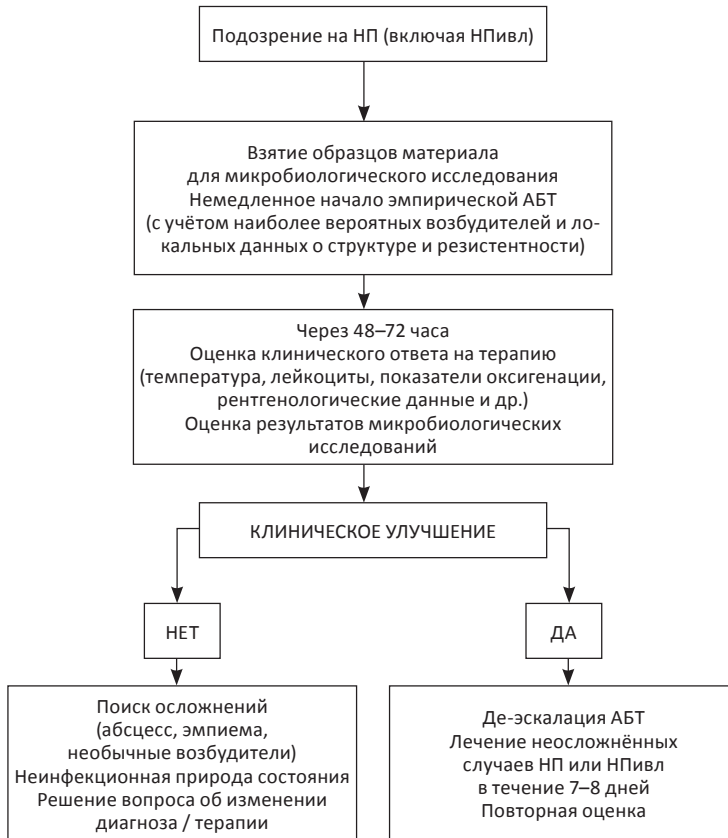 Подозрение на НП (включая НПивл)
Взятие образцов материала
для микробиологического исследования
Немедленное начало эмпирической АБТ
(с учётом наиболее вероятных возбудителей и ло-
кальных данных о структуре и резистентности)
Через 48–72 часа
Оценка клинического ответа на терапию
(температура, лейкоциты, показатели оксигенации,
рентгенологические данные и др.)
Оценка результатов микробиологических
исследований
КЛИНИЧЕСКОЕ УЛУЧШЕНИЕ
НЕТ
ДА
Поиск осложнений
(абсцесс, эмпиема,
необычные возбудители)
Неинфекционная природа состояния
Решение вопроса об изменении
диагноза / терапии
Де-эскалация АБТ
Лечение неосложнённых
случаев НП или НПивл
в течение 7–8 дней
Повторная оценка